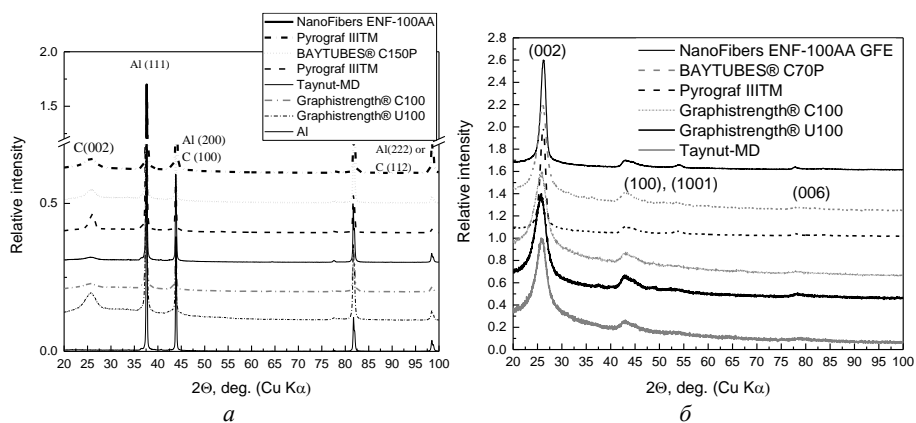 NanoFibers ENF-100AA
Pyrograf IIITM
BAYTUBES® C150P
Pyrograf IIITM
Taynut-MD
Graphistrength® C100
Graphistrength® U100
Al
2.0
1.5
0.5
0.0
Relative intensity
Al (111)
C(002)
Al (200)
C (100)
Al(222) or
C (112)
20 25 30 35 40 45 50 55 60 65 70 75 80 85 90 95 100
2Θ, deg. (Cu Kα)
а
NanoFibers ENF-100AA GFE
BAYTUBES® C70P
Pyrograf IIITM
Graphistrength® C100
Graphistrength® U100
Taynut-MD
2.8
2.6
2.4
2.2
2.0
1.8
1.6
1.4
1.2
1.0
0.8
0.6
0.4
0.2
0.0
Relative intensity
(002)
(100), (1001)
(006)
20 25 30 35 40 45 50 55 60 65 70 75 80 85 90 95 100
2Θ, deg. (Cu Kα)
б